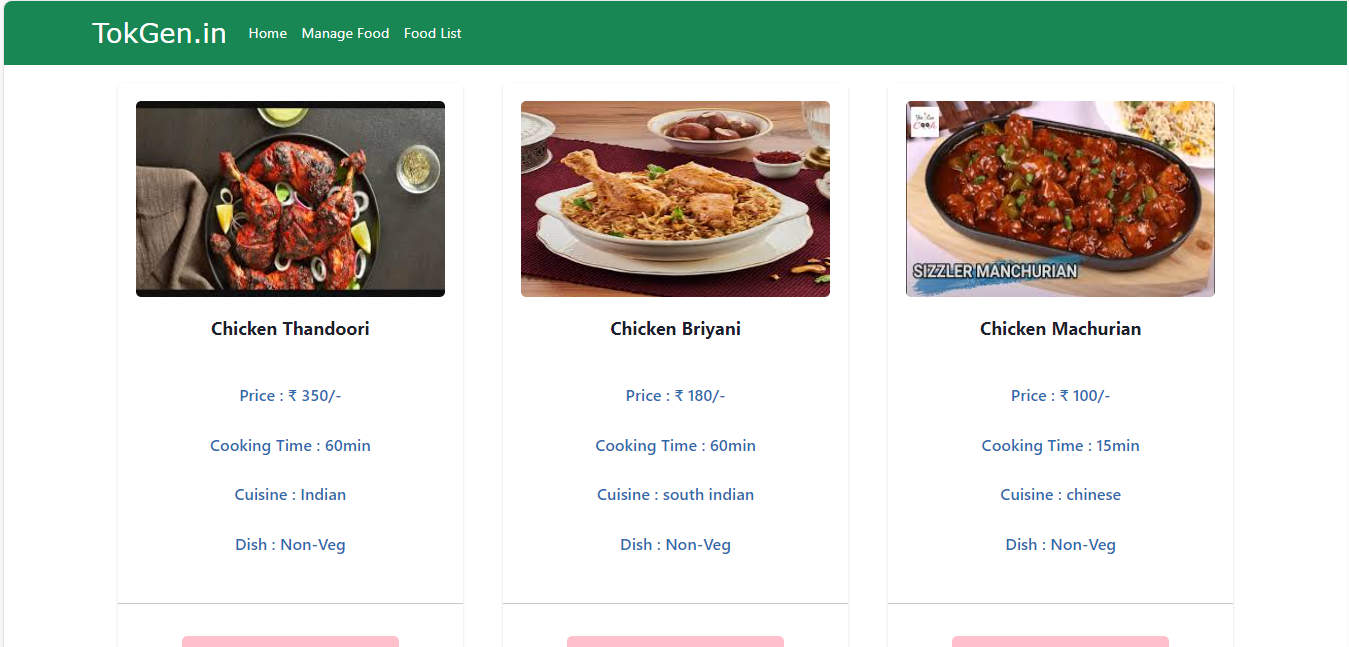 TokGen.in Home Manage Food Food List
SIZZLER MANCHURIAN
Chicken Thandoori
Price : ₹ 350/-
Cooking Time : 60min
Cuisine : Indian
Dish : Non-Veg
Chicken Briyani
Price : ₹ 180/-
Cooking Time : 60min
Cuisine : south indian
Dish : Non-Veg
Chicken Machurian
Price : ₹ 100/-
Cooking Time : 15min
Cuisine : chinese
Dish : Non-Veg